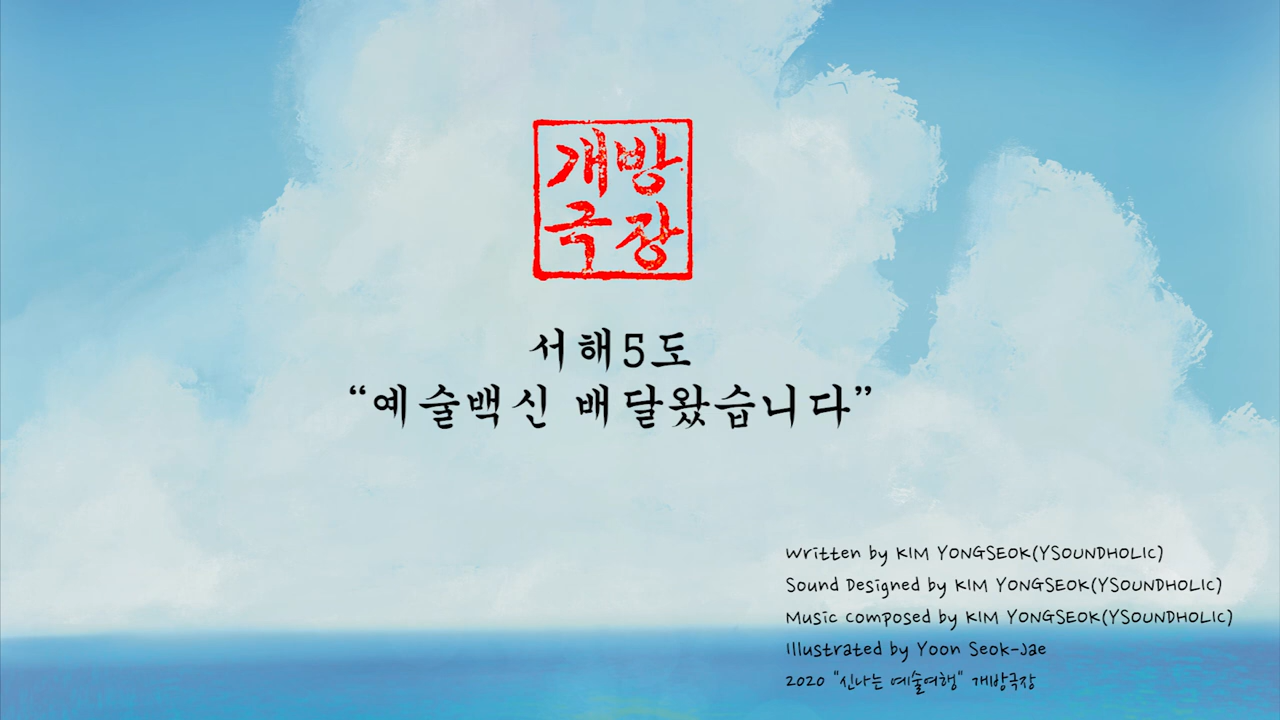 개방
극장
서해5도
“예술백신 배달왔습니다”
Written by KIM YONGSEOK(YSOUNDHOLIC)
Sound Designed by KIM YONGSEOK(YSOUNDHOLIC)
Music composed by KIM YONGSEOK(YSOUNDHOLIC)
Illustrated by Yoon Seok-Jae
2020 "신나는 예술여행" 개방극장